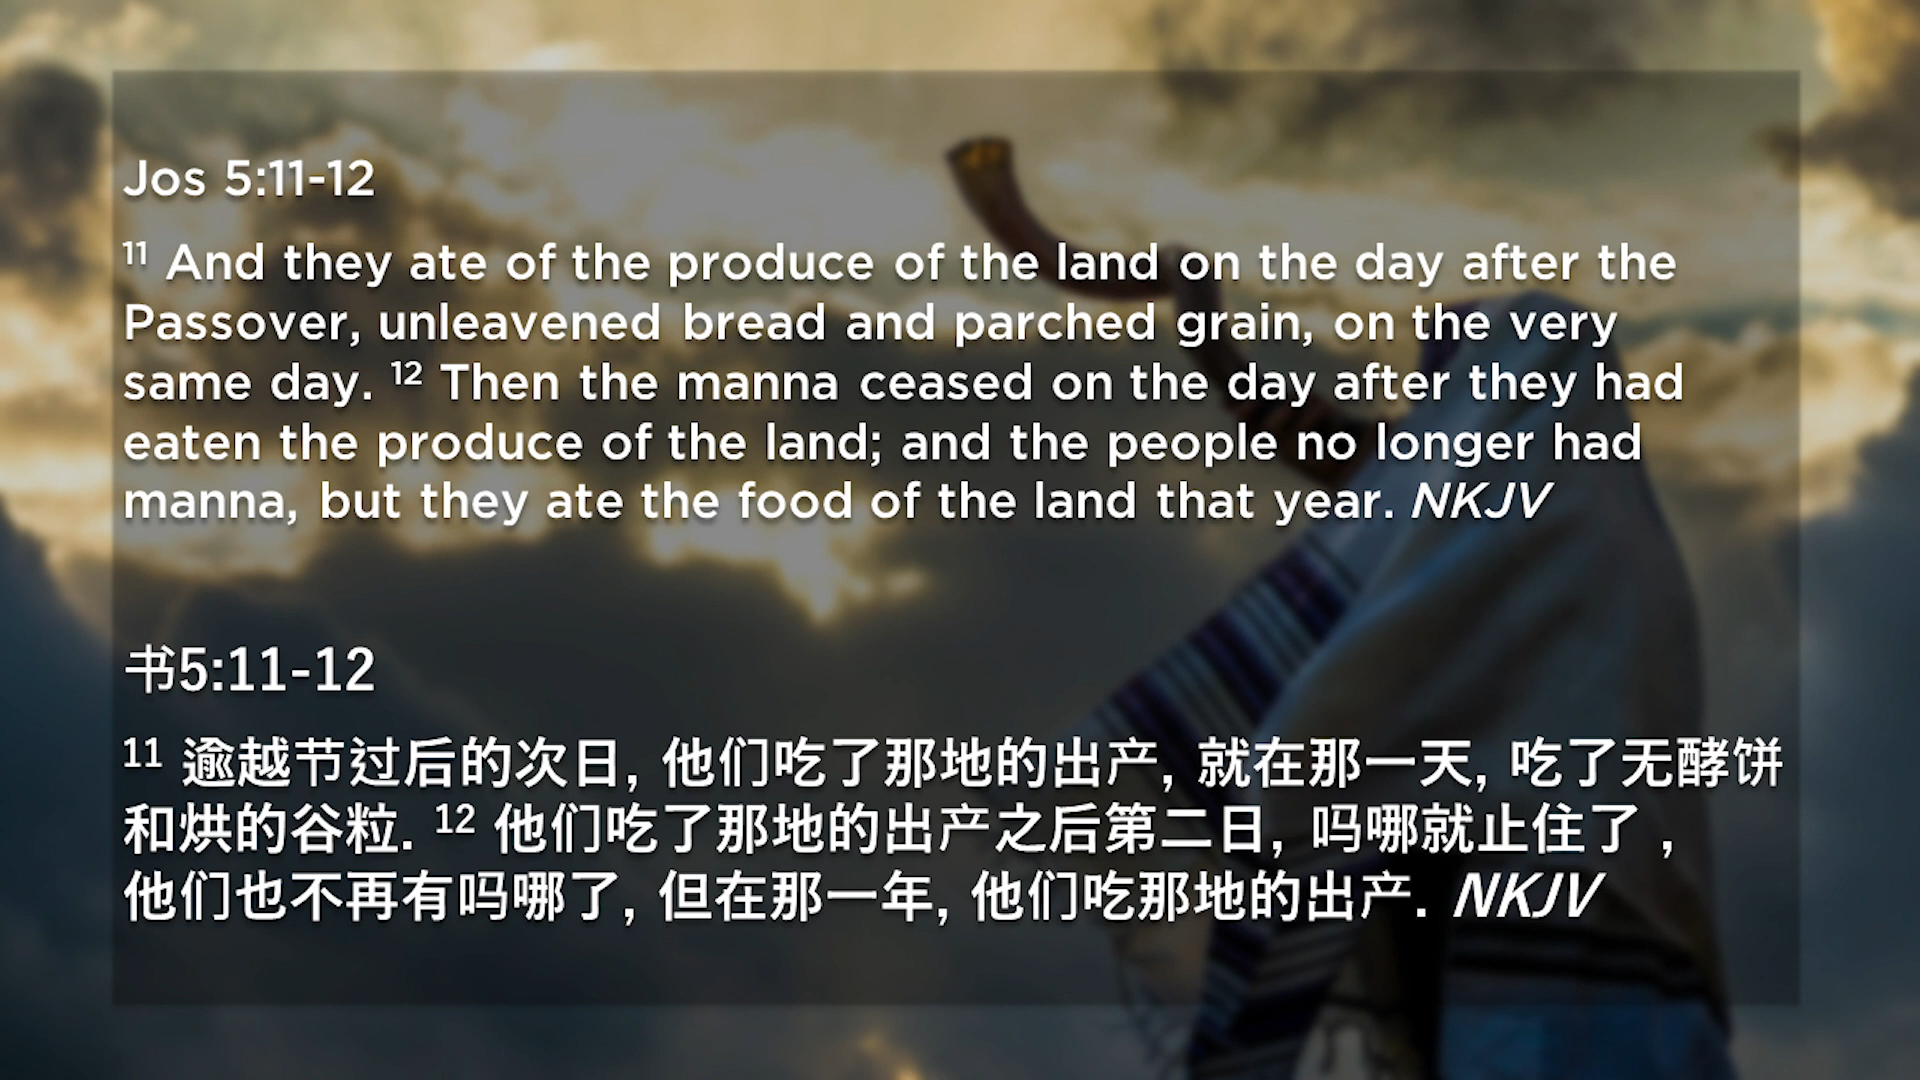 Jos 5:11-12
11 And they ate of the produce of the land on the day after the
Passover, unleavened bread and parched grain, on the very
same day. 12 Then the manna ceased on the day after they had
eaten the produce of the land; and the people no longer had
manna, but they ate the food of the land that year. NKJV
书5:11-12
11 逾越节过后的次日, 他们吃了那地的出产, 就在那一天, 吃了无酵饼
和烘的谷粒. 12 他们吃了那地的出产之后第二日, 吗哪就止住了 ,
他们也不再有吗哪了, 但在那一年, 他们吃那地的出产. NKJV